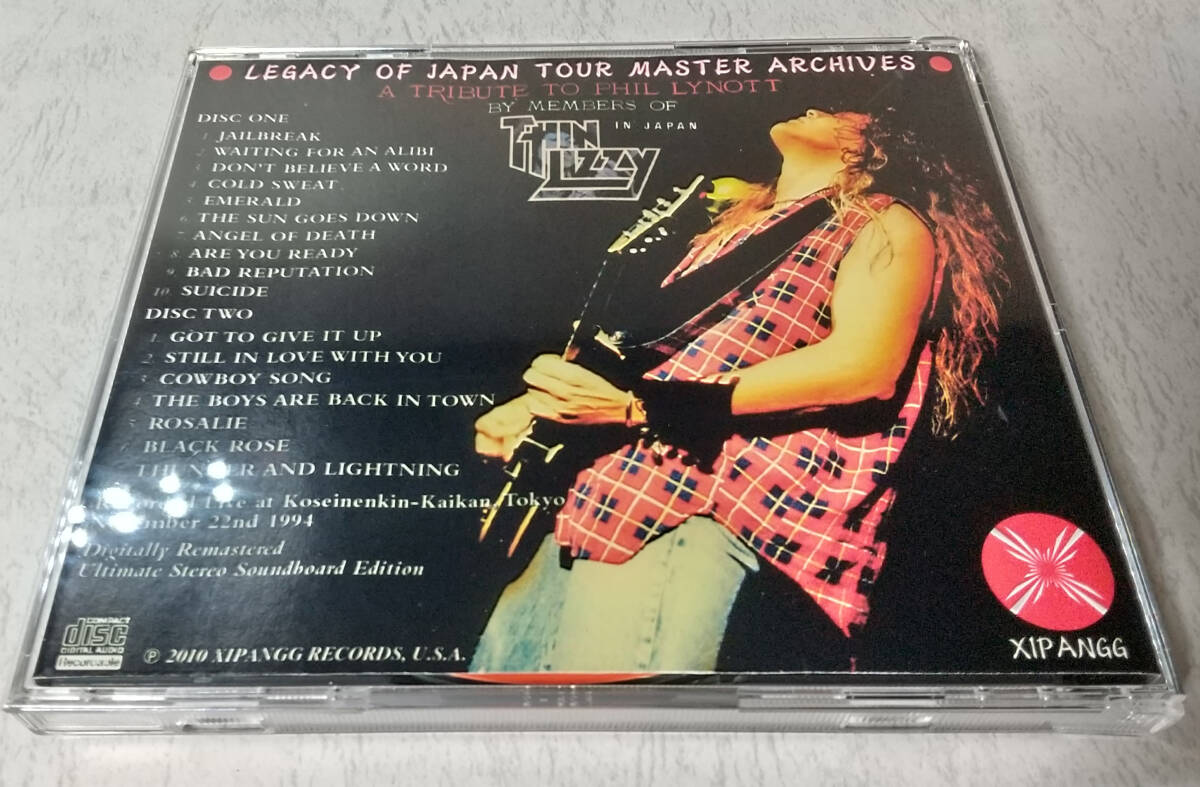 LEGACY OF JAPAN TOUR MASTER ARCHIVES
A TRIBUTE TO PHIL LYNOTT
BY MEMBERS OF
THIN LIZZY
IN JAPAN
DISC ONE
1. JAILBREAK
2. WAITING FOR AN ALIBI
3. DON'T BELIEVE A WORD
4. COLD SWEAT
5. EMERALD
6. THE SUN GOES DOWN
7. ANGEL OF DEATH
8. ARE YOU READY
9. BAD REPUTATION
10. SUICIDE
DISC TWO
1. GOT TO GIVE IT UP
2. STILL IN LOVE WITH YOU
3. COWBOY SONG
4. THE BOYS ARE BACK IN TOWN
5. ROSALIE
BLACK ROSE
THUNDER AND LIGHTNING
Recorded Live at Koseinenkin-Kaikan, Tokyo
November 22nd 1994
Digitally Remastered
Ultimate Stereo Soundboard Edition
COMPACT
disc
DIGITAL AUDIO
Recordable
Ⓟ 2010 XIPANGG RECORDS, U.S.A.
XIPANGG